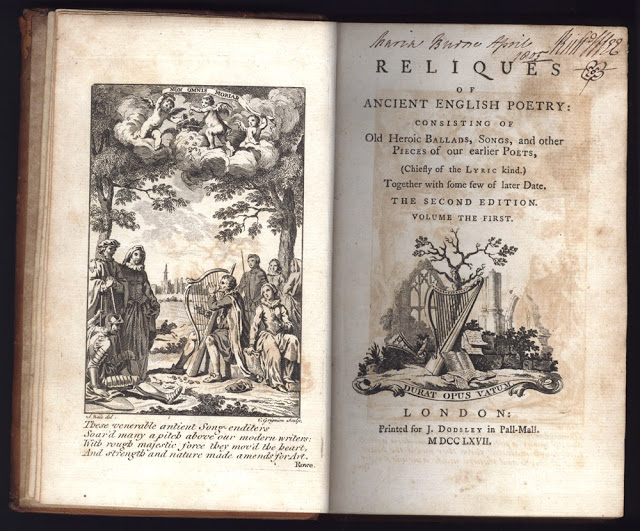 NON OMNIS MORIAR
S. Wale del.
C. Grignion Sculp.
These venerable antient Song-enditers
Soar'd many a pitch above our modern writers:
With rough majestic force they mov'd the heart,
And strength and nature made amends for Art.
Rowe.
Maria Burne April
1805
RELIQUES
OF
ANCIENT ENGLISH POETRY:
CONSISTING OF
Old Heroic BALLADS, SONGS, and other
PIECES of our earlier POETS,
(Chiefly of the LYRIC kind.)
Together with some few of later Date.
THE SECOND EDITION.
VOLUME THE FIRST.
DURAT OPUS VATUM
LONDON:
Printed for J. DODSLEY in Pall-Mall.
M DCC LXVII.